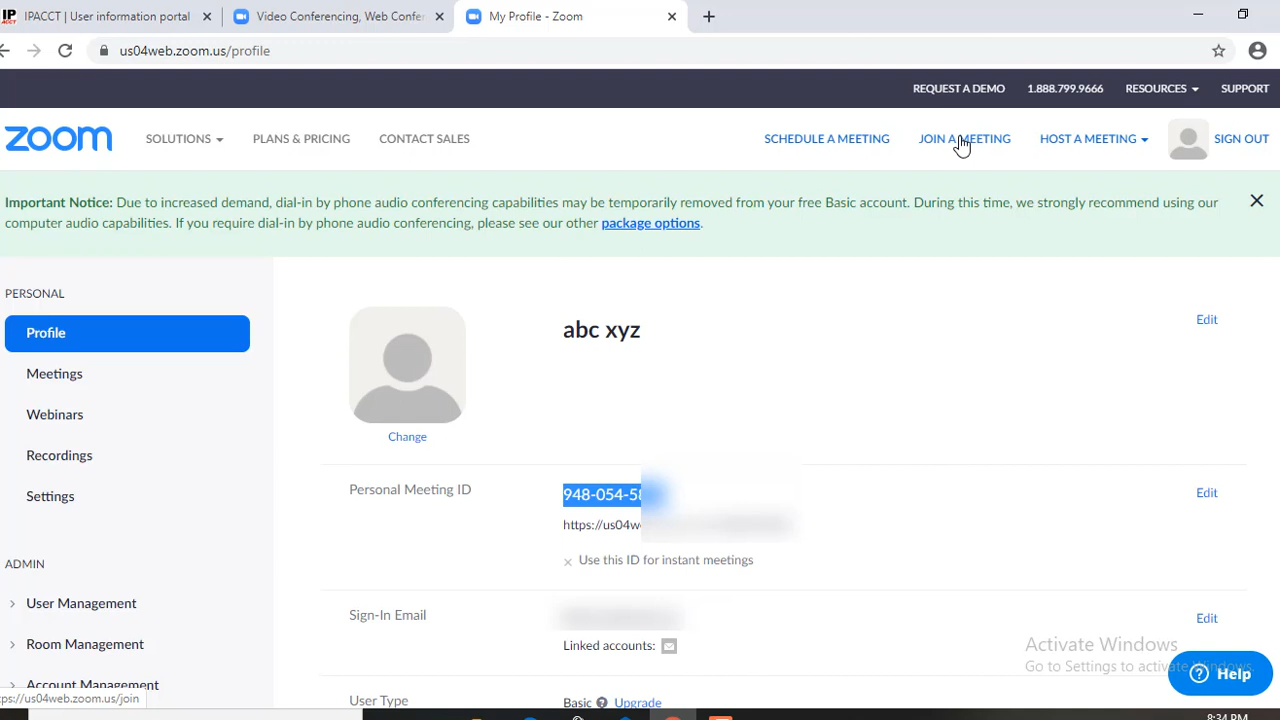 IPACCT | User information portal
Video Conferencing, Web Confer
My Profile - Zoom
us04web.zoom.us/profile
REQUEST A DEMO 1.888.799.9666 RESOURCES SUPPORT
zoom SOLUTIONS PLANS & PRICING CONTACT SALES SCHEDULE A MEETING JOIN A MEETING HOST A MEETING SIGN OUT
Important Notice: Due to increased demand, dial-in by phone audio conferencing capabilities may be temporarily removed from your free Basic account. During this time, we strongly recommend using our
computer audio capabilities. If you require dial-in by phone audio conferencing, please see our other package options.
PERSONAL
Profile
Meetings
Webinars
Recordings
Settings
ADMIN
User Management
Room Management
Account Management
abc xyz Edit
Change
Personal Meeting ID 948-054-5 Edit
https://us04w
Use this ID for instant meetings
Sign-In Email Edit
Linked accounts:
User Type Basic Upgrade
Activate Windows
Go to Settings to activate Windows.
Help
ps://us04web.zoom.us/join
8:34 PM